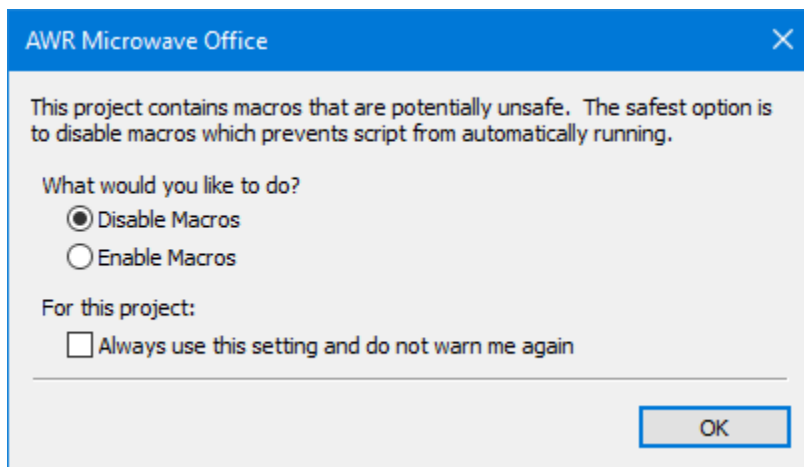 AWR Microwave Office
This project contains macros that are potentially unsafe.  The safest option is
to disable macros which prevents script from automatically running.
What would you like to do?
Disable Macros
Enable Macros
For this project:
Always use this setting and do not warn me again
OK